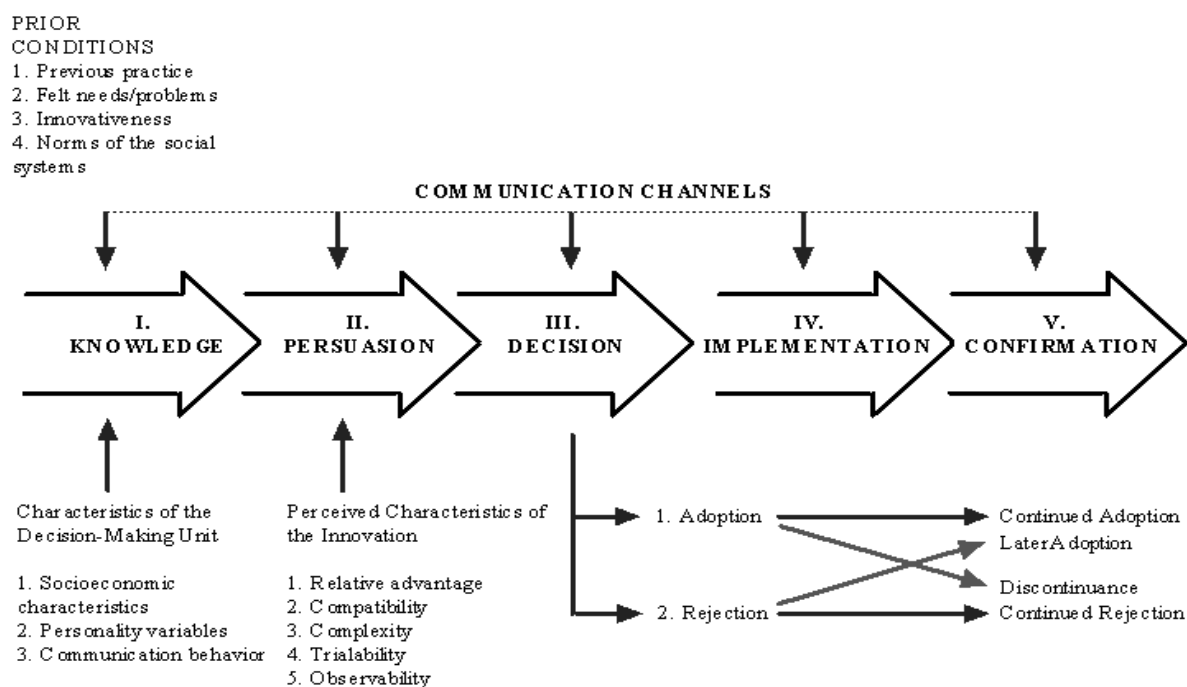 PRIOR
CONDITIONS
1. Previous practice
2. Felt needs/problems
3. Innovativeness
4. Norms of the social
systems
COMMUNICATION CHANNELS
I.
KNOWLEDGE
II.
PERSUASION
III.
DECISION
IV.
IMPLEMENTATION
V.
CONFIRMATION
Characteristics of the
Decision-Making Unit
1. Socioeconomic
characteristics
2. Personality variables
3. Communication behavior
Perceived Characteristics of
the Innovation
1. Relative advantage
2. Compatibility
3. Complexity
4. Trialability
5. Observability
1. Adoption
2. Rejection
Continued Adoption
Later Adoption
Discontinuance
Continued Rejection